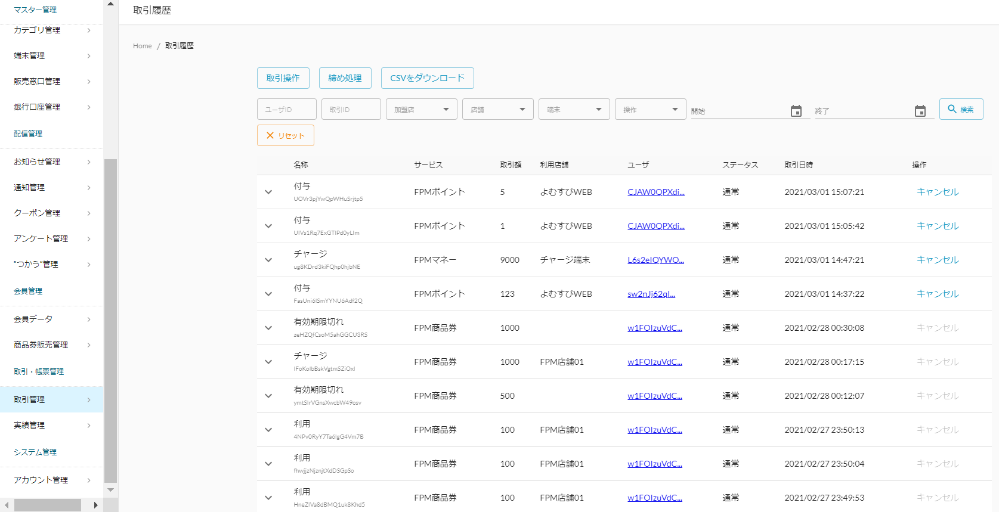 マスター管理
カテゴリ管理
端末管理
販売窓口管理
銀行口座管理
配信管理
お知らせ管理
通知管理
クーポン管理
アンケート管理
“つかう”管理
会員管理
会員データ
商品券販売管理
取引・帳票管理
取引管理
実績管理
システム管理
アカウント管理
取引履歴
Home / 取引履歴
取引操作 締め処理 CSVをダウンロード
ユーザID 取引ID 加盟店 店舗 端末 操作 開始 終了 検索
リセット
名称 サービス 取引額 利用店舗 ユーザ ステータス 取引日時 操作
付与 FPMポイント 5 よむすびWEB CJAW0QPXdi... 通常 2021/03/01 15:07:21 キャンセル
UOVr3pjYwQpWHuSrjtp5
付与 FPMポイント 1 よむすびWEB CJAW0QPXdi... 通常 2021/03/01 15:05:42 キャンセル
チャージ FPMマネー 9000 チャージ端末 L6s2eIQYWO... 通常 2021/03/01 14:47:21 キャンセル
ug8KDrd3kiFQhp0hjbNE
付与 FPMポイント 123 よむすびWEB sw2nJj62qI... 通常 2021/03/01 14:37:22 キャンセル
有効期限切れ FPM商品券 1000 w1FOIzuVdC... 通常 2021/02/28 00:30:08 キャンセル
zeHZQfCsoM5ahGGCU3RS
チャージ FPM商品券 1000 FPM店舗01 w1FOIzuVdC... 通常 2021/02/28 00:17:15 キャンセル
有効期限切れ FPM商品券 500 w1FOIzuVdC... 通常 2021/02/28 00:12:07 キャンセル
利用 FPM商品券 100 FPM店舗01 w1FOIzuVdC... 通常 2021/02/27 23:50:13 キャンセル
利用 FPM商品券 100 FPM店舗01 w1FOIzuVdC... 通常 2021/02/27 23:50:04 キャンセル
fhwjjzNjznjtXdDSGpSo
利用 FPM商品券 100 FPM店舗01 w1FOIzuVdC... 通常 2021/02/27 23:49:53 キャンセル